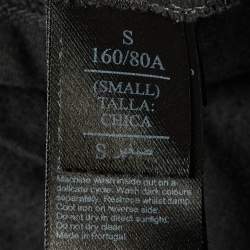 S
160/80A
(SMALL)
TALLA:
CHICA
S صغير
Machine wash inside out on a
delicate cycle. Wash dark colours
separately. Reshape whilst damp.
Cool iron on reverse side.
Do not dry in direct sunlight.
Do not dry clean.
Made in Portugal